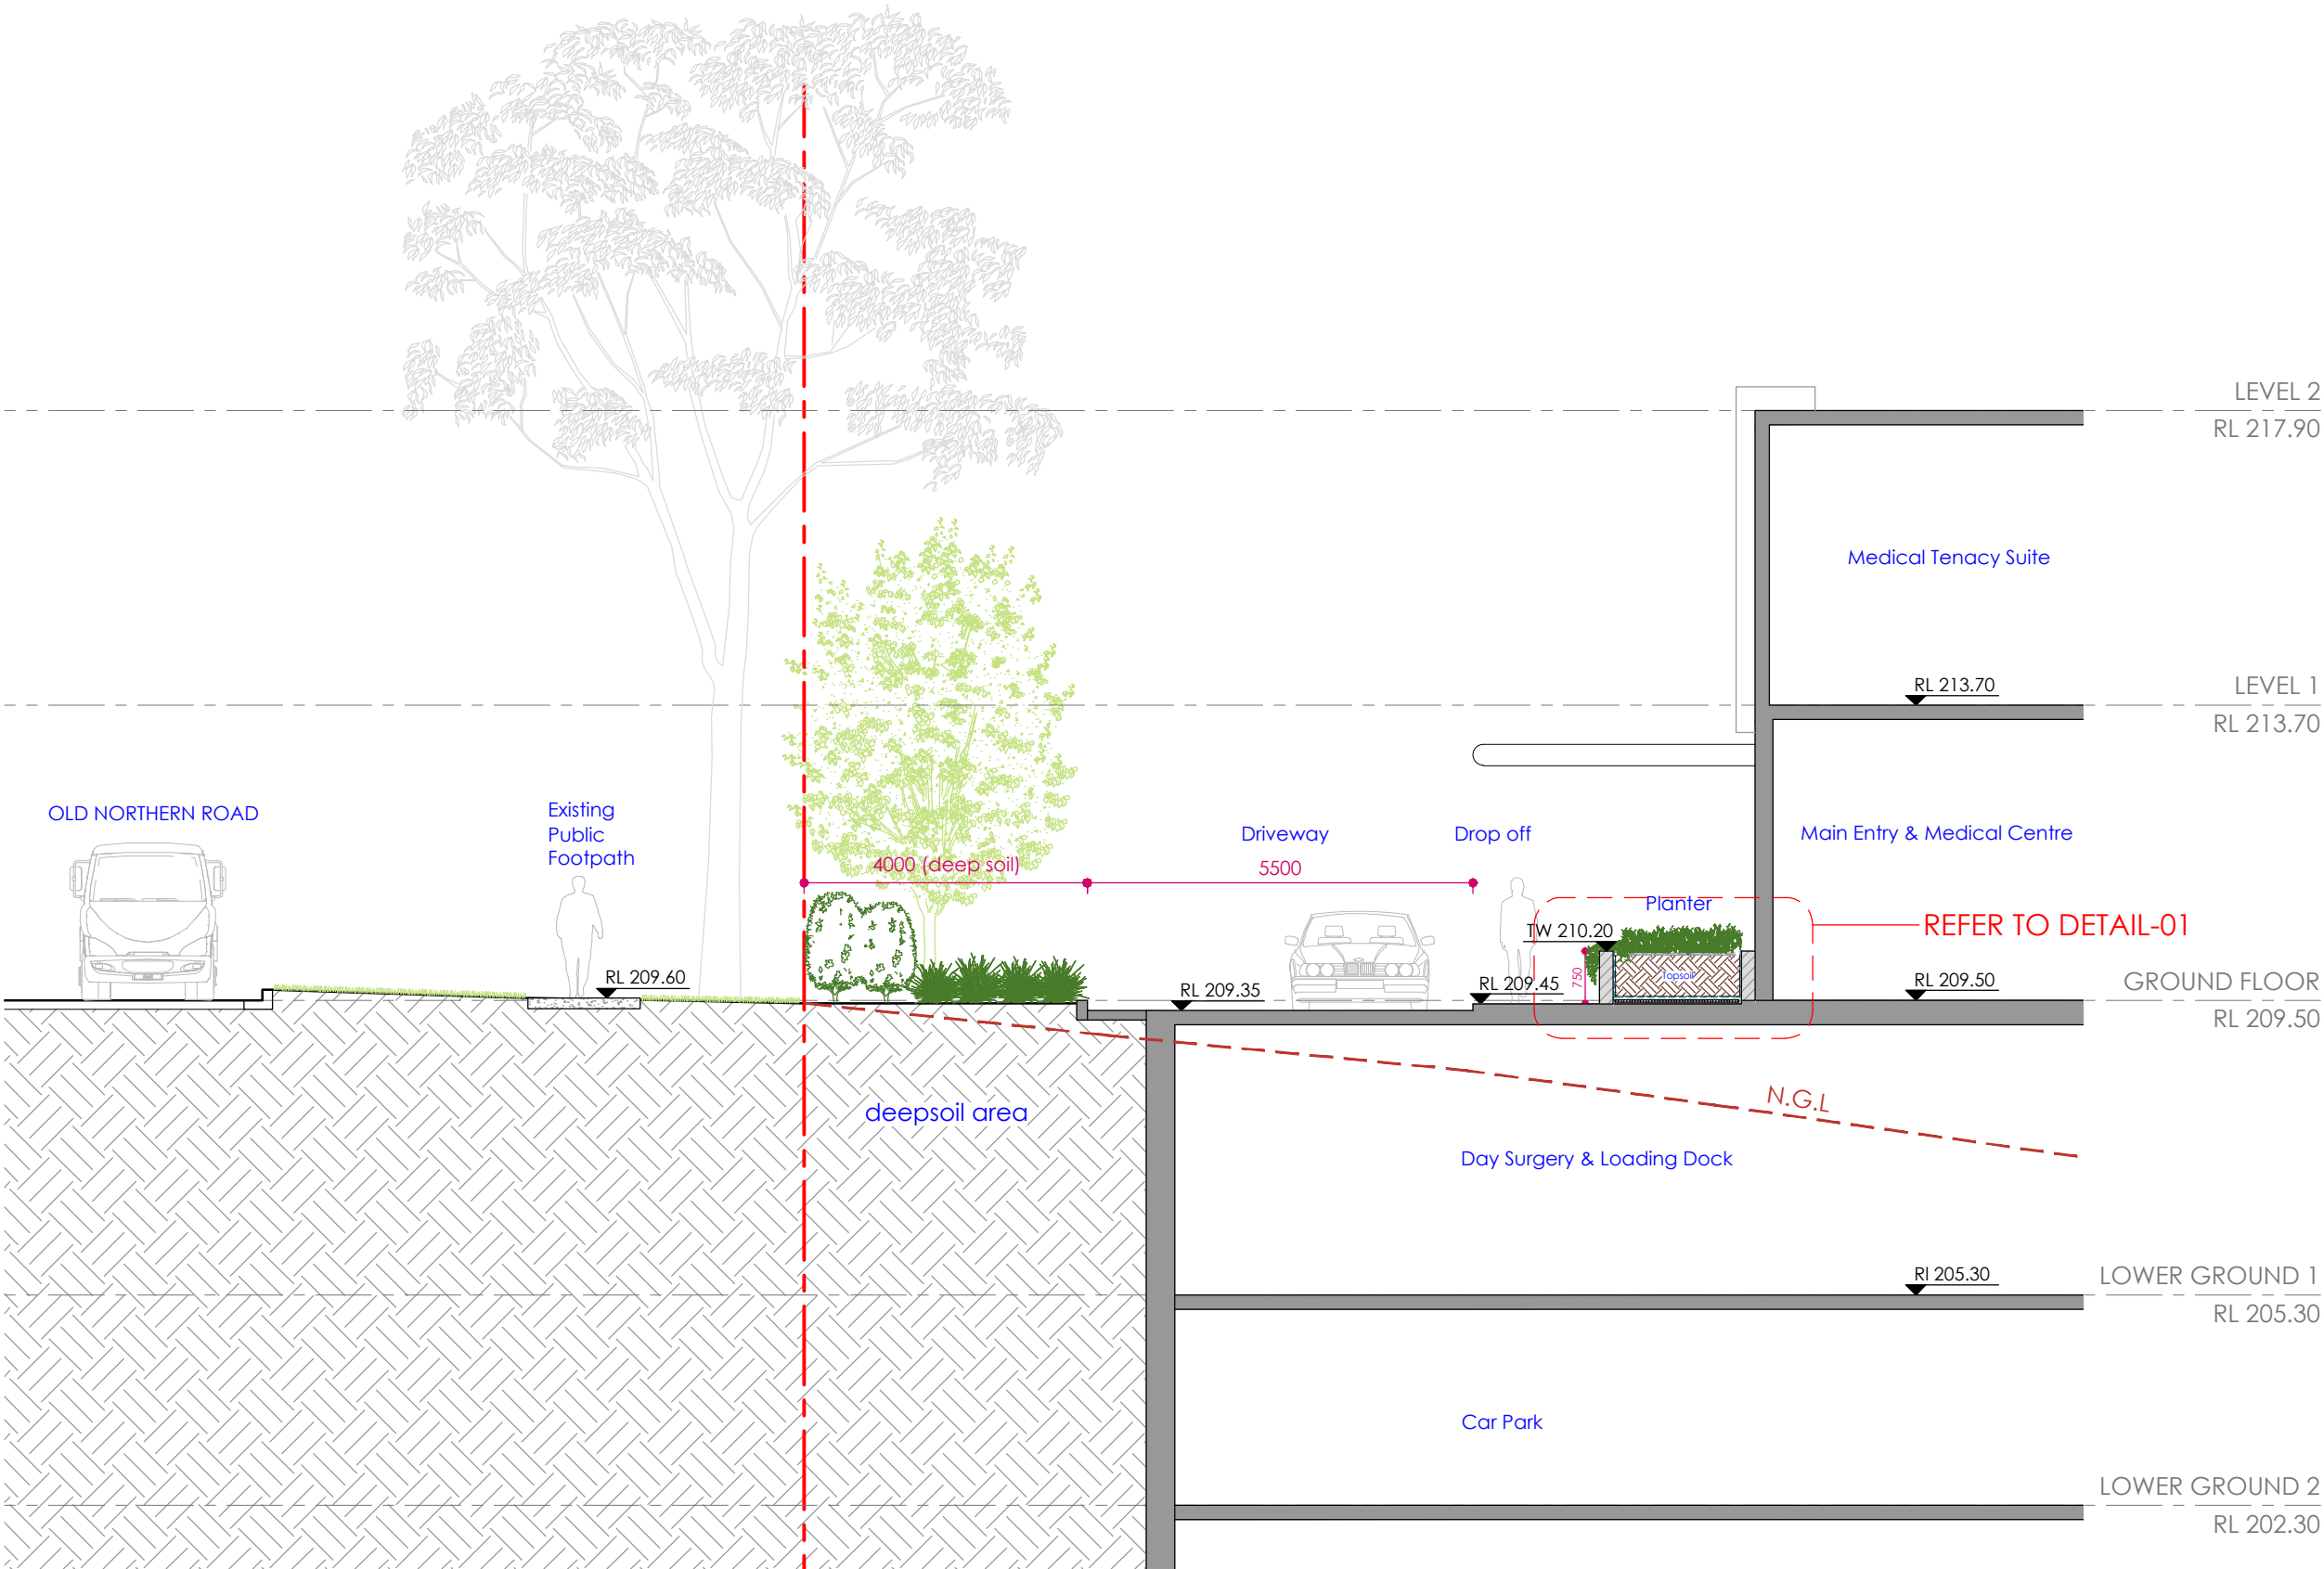 LEVEL 2
RL 217.90
Medical Tenacy Suite
RL 213.70
LEVEL 1
RL 213.70
OLD NORTHERN ROAD
Existing
Public
Footpath
Driveway
Drop off
Main Entry & Medical Centre
4000 (deep soil)
5500
Planter
REFER TO DETAIL-01
TW 210.20
750
Topsoil
RL 209.60
RL 209.35
RL 209.45
RL 209.50
GROUND FLOOR
RL 209.50
deepsoil area
N.G.L
Day Surgery & Loading Dock
Rl 205.30
LOWER GROUND 1
RL 205.30
Car Park
LOWER GROUND 2
RL 202.30